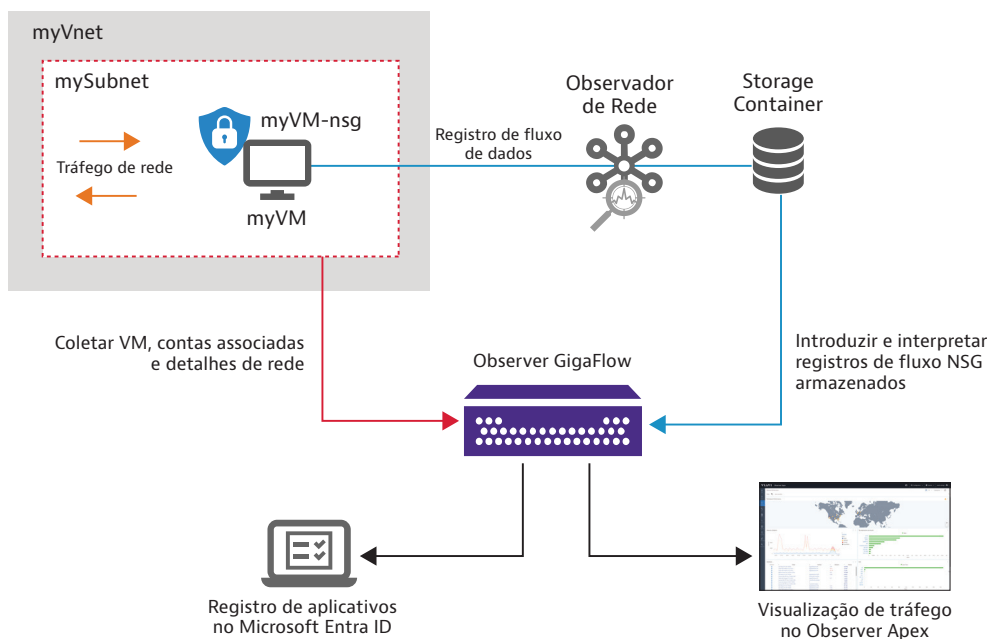 myVnet
mySubnet
myVM-nsg
Tráfego de rede
myVM
Registro de fluxo
de dados
Observador
de Rede
Storage
Container
Coletar VM, contas associadas
e detalhes de rede
Observer GigaFlow
Introduzir e interpretar
registros de fluxo NSG
armazenados
Registro de aplicativos
no Microsoft Entra ID
Visualização de tráfego
no Observer Apex